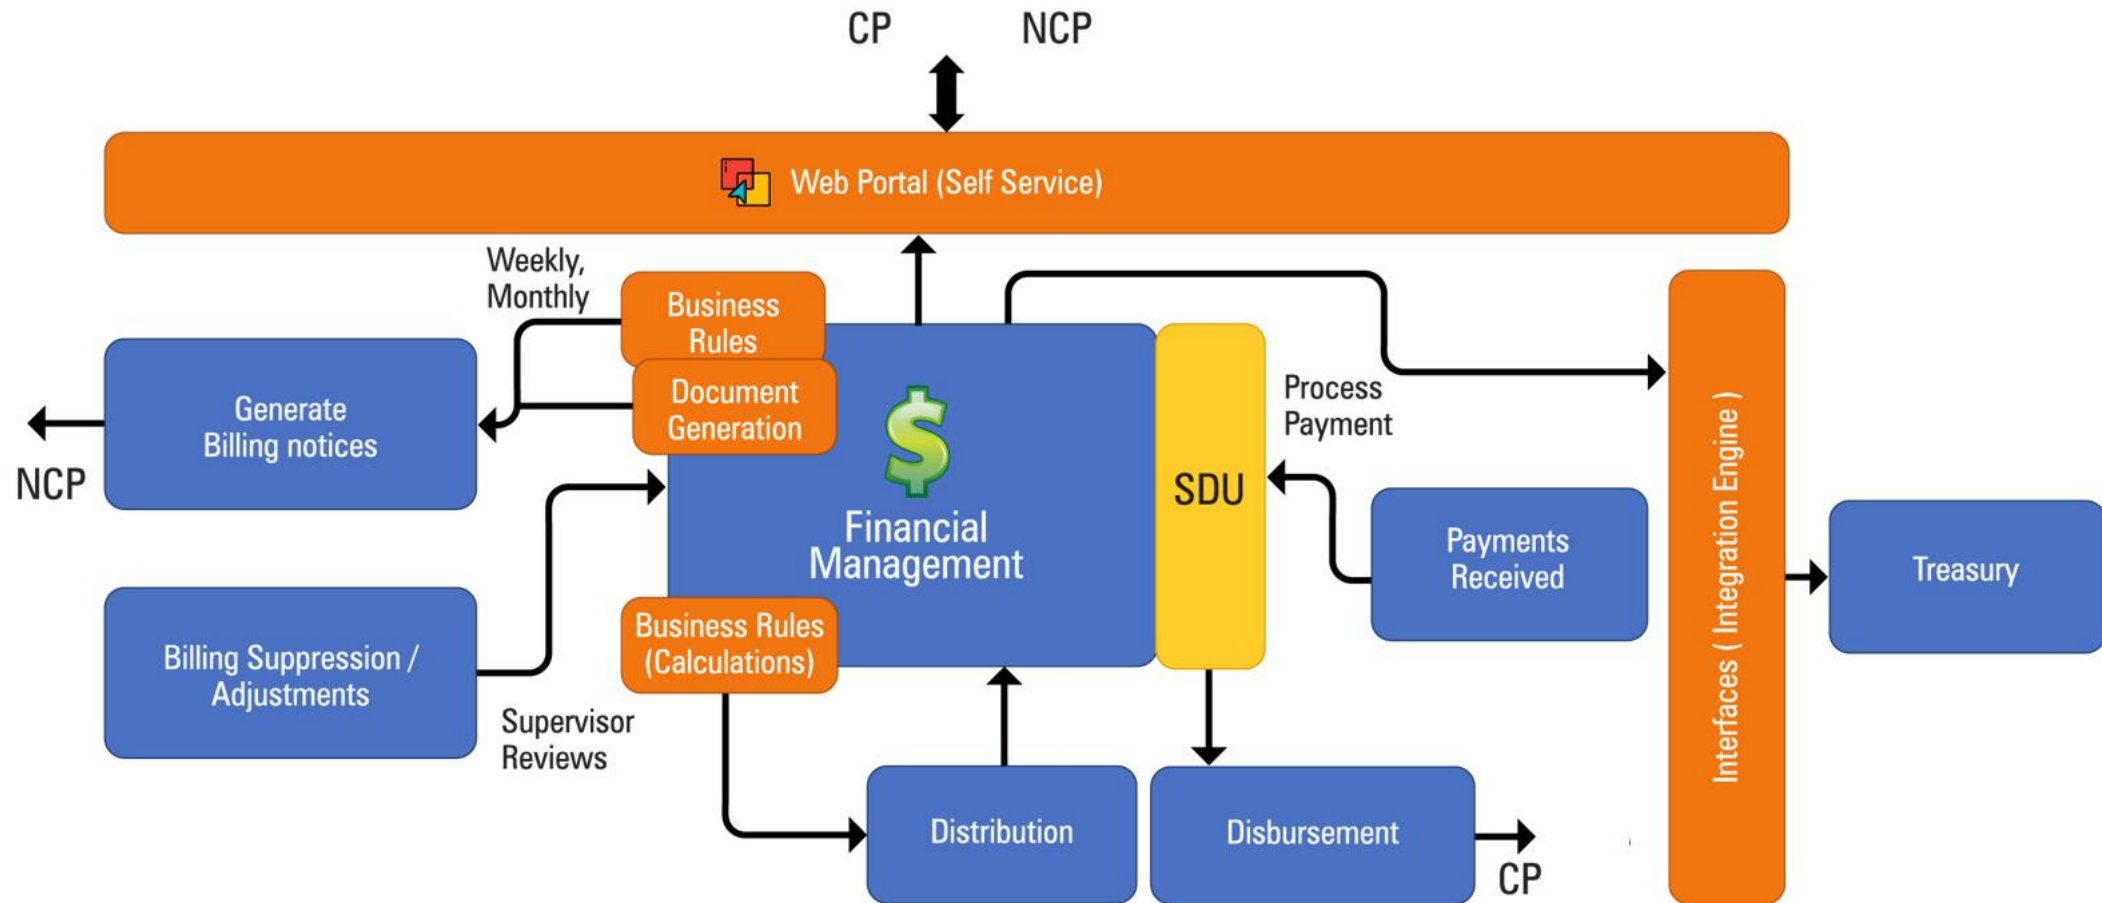 CP
NCP
Web Portal (Self Service)
Weekly,
Monthly
Business
Rules
Document
Generation
Generate
Billing notices
NCP
Financial
Management
SDU
Process
Payment
Payments
Received
Interfaces ( Integration Engine )
Treasury
Billing Suppression /
Adjustments
Supervisor
Reviews
Business Rules
(Calculations)
Distribution
Disbursement
CP